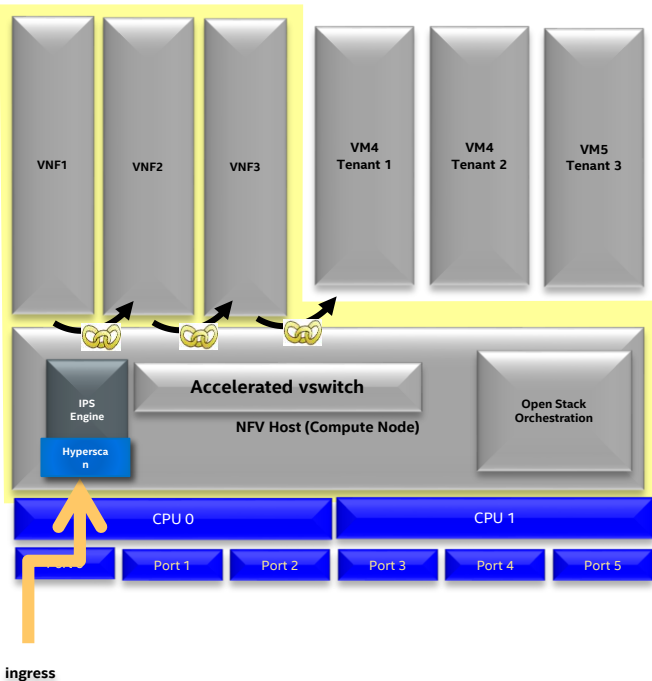 VNF1
VNF2
VNF3
VM4
Tenant 1
VM4
Tenant 2
VM5
Tenant 3
IPS
Engine
Hypersca
n
Accelerated vswitch
NFV Host (Compute Node)
Open Stack
Orchestration
CPU 0
CPU 1
Port 1
Port 2
Port 3
Port 4
Port 5
ingress